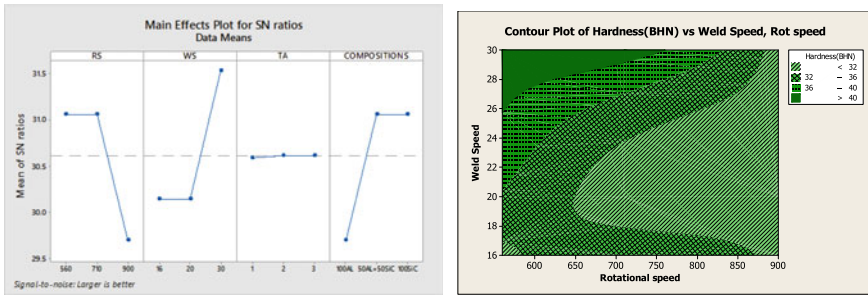 Main Effects Plot for SN ratios
Data Means
RS WS TA COMPOSITIONS
Mean of SN ratios
31.5
31.0
30.5
30.0
29.5
560 710 900 16 20 30 1 2 3 100AL 50AL+50SiC 100SiC
Signal-to-noise: Larger is better
Contour Plot of Hardness(BHN) vs Weld Speed, Rot speed
Weld Speed
30
28
26
24
22
20
18
16
600 650 700 750 800 850 900
Rotational speed
Hardness(BHN)
< 32
32 – 36
36 – 40
> 40